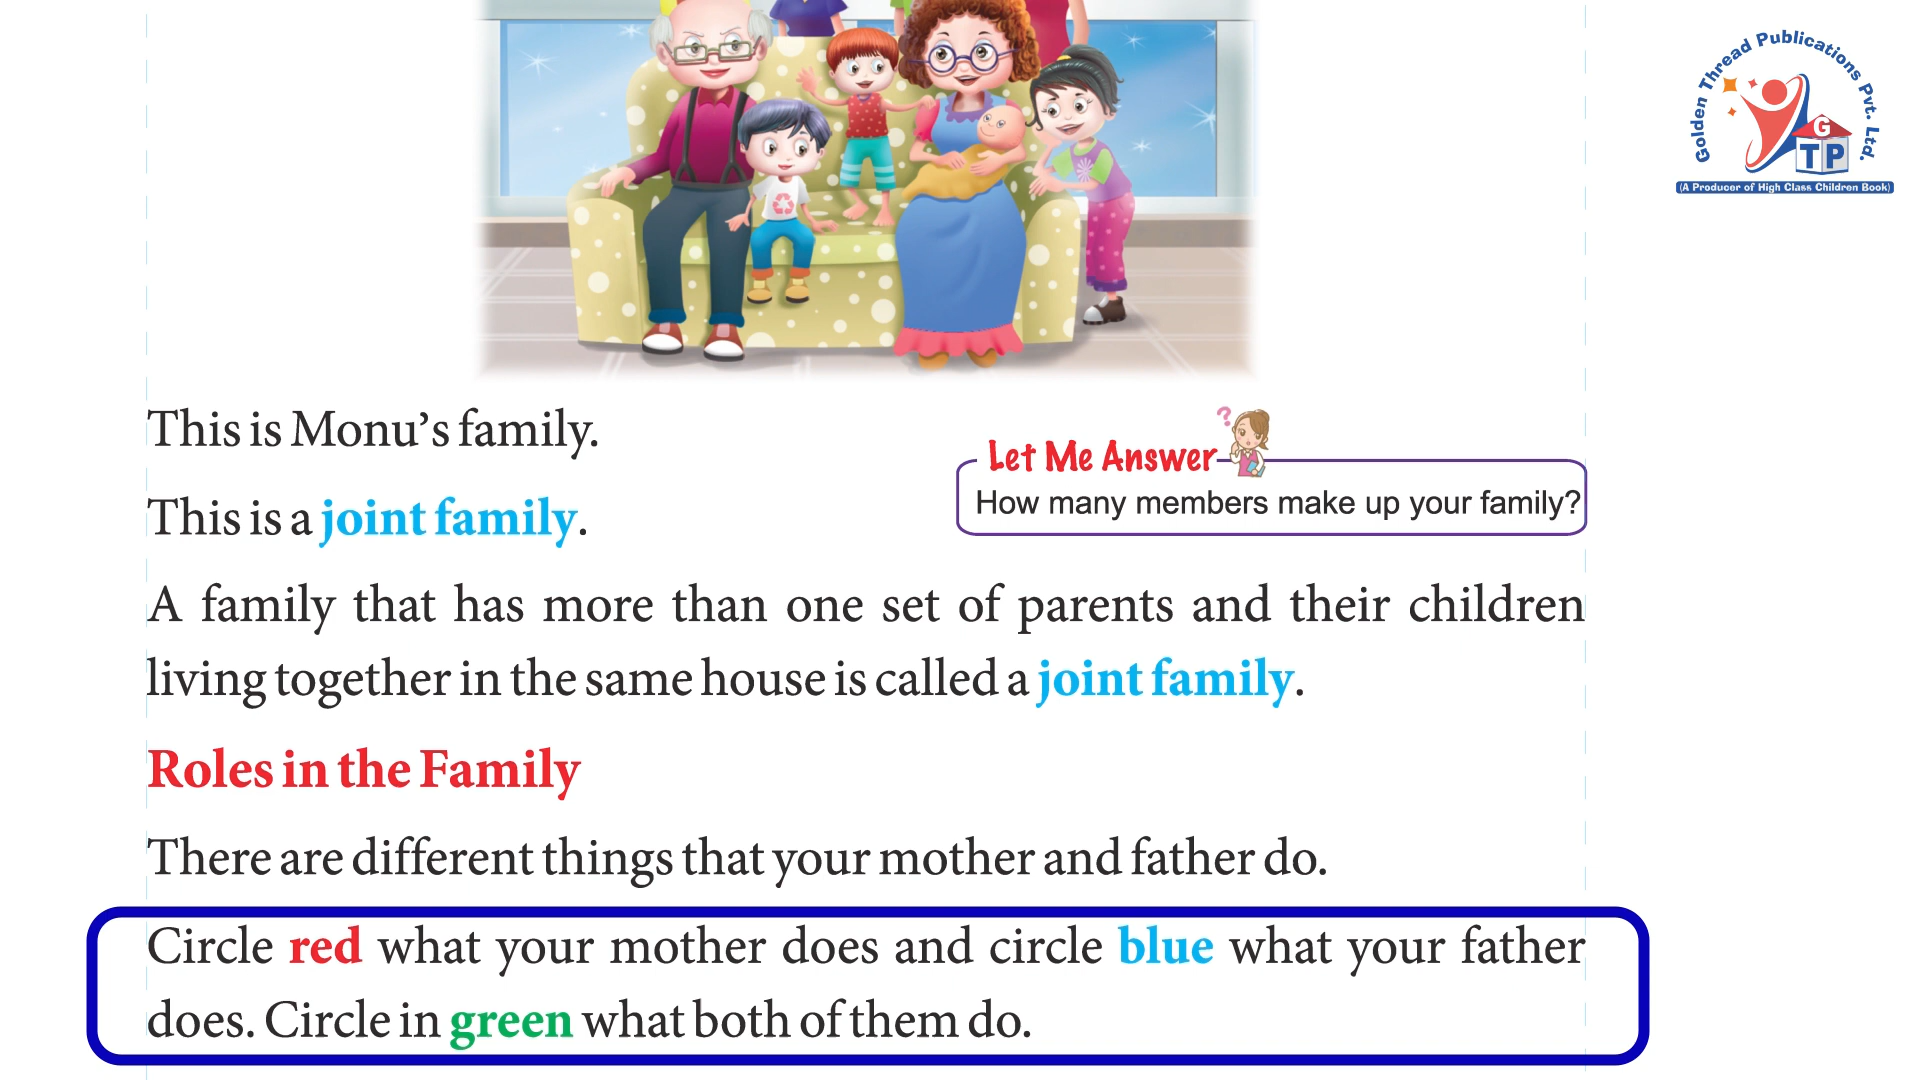 Golden Thread Publications Pvt. Ltd.
G
T P
(A Producer of High Class Children Book)
This is Monu’s family.
This is a joint family.
Let Me Answer
?
How many members make up your family?
A family that has more than one set of parents and their children
living together in the same house is called a joint family.
Roles in the Family
There are different things that your mother and father do.
Circle red what your mother does and circle blue what your father
does. Circle in green what both of them do.